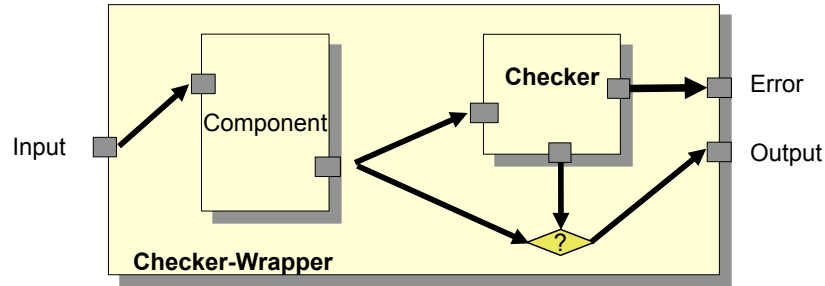 Checker
Error
Component
Input
Output
?
Checker-Wrapper